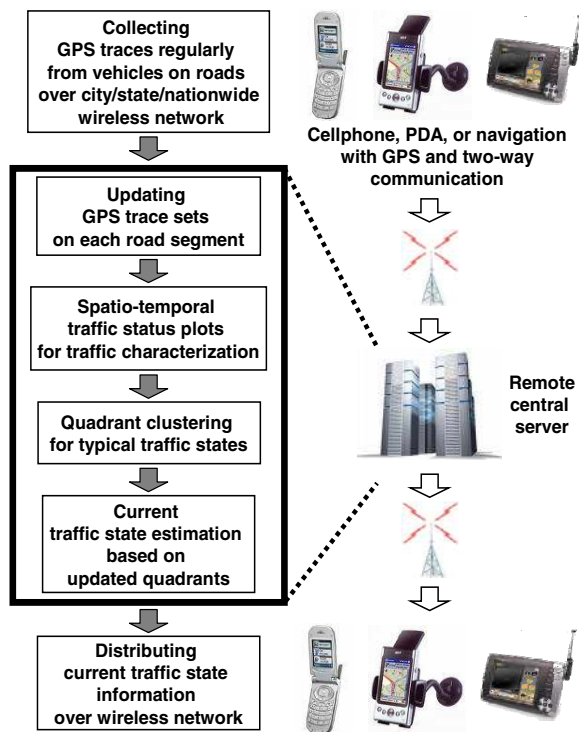 Collecting
GPS traces regularly
from vehicles on roads
over city/state/nationwide
wireless network
Cellphone, PDA, or navigation
with GPS and two-way
communication
Updating
GPS trace sets
on each road segment
Spatio-temporal
traffic status plots
for traffic characterization
Quadrant clustering
for typical traffic states
Remote
central
server
Current
traffic state estimation
based on
updated quadrants
Distributing
current traffic state
information
over wireless network